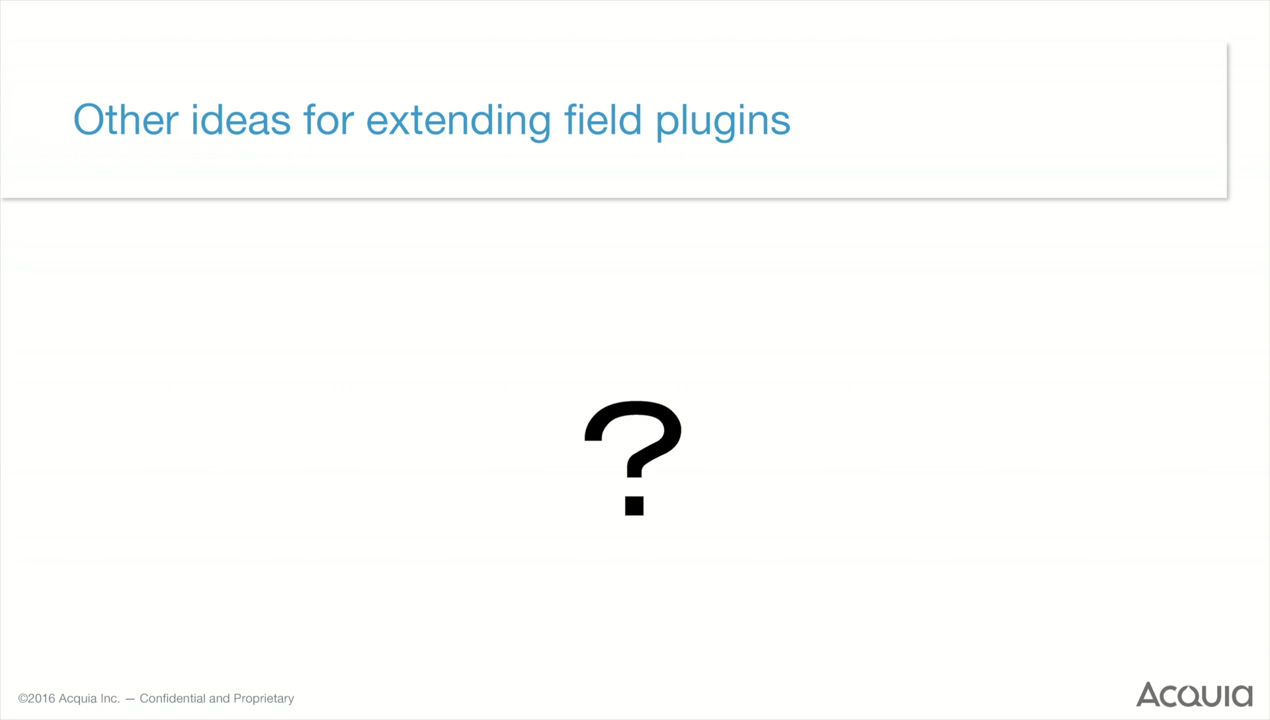 Other ideas for extending field plugins
?
©2016 Acquia Inc. — Confidential and Proprietary
Acquia